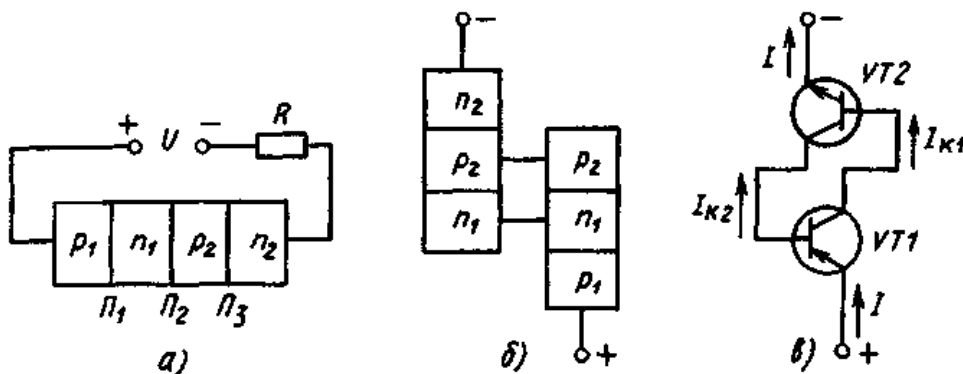 + U − R
p₁ n₁ p₂ n₂
П₁ П₂ П₃
а)
−
n₂
p₂ p₂
n₁ n₁
p₁
+
б)
−
I
VT2
Iк1
Iк2
VT1
I
+
в)